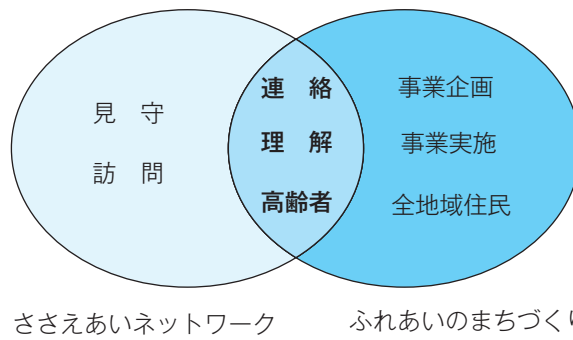 見　守
訪　問
連　絡
理　解
高齢者
事業企画
事業実施
全地域住民
ささえあいネットワーク
ふれあいのまちづくり